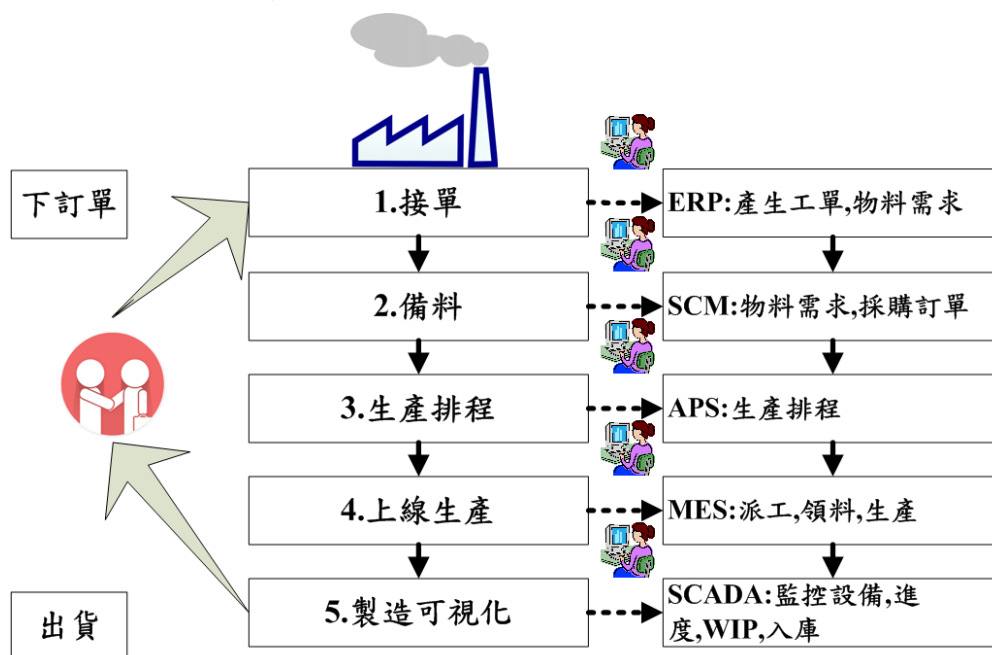 下訂單
1.接單
ERP:產生工單,物料需求
2.備料
SCM:物料需求,採購訂單
3.生產排程
APS:生產排程
4.上線生產
MES:派工,領料,生產
5.製造可視化
SCADA:監控設備,進
度,WIP,入庫
出貨